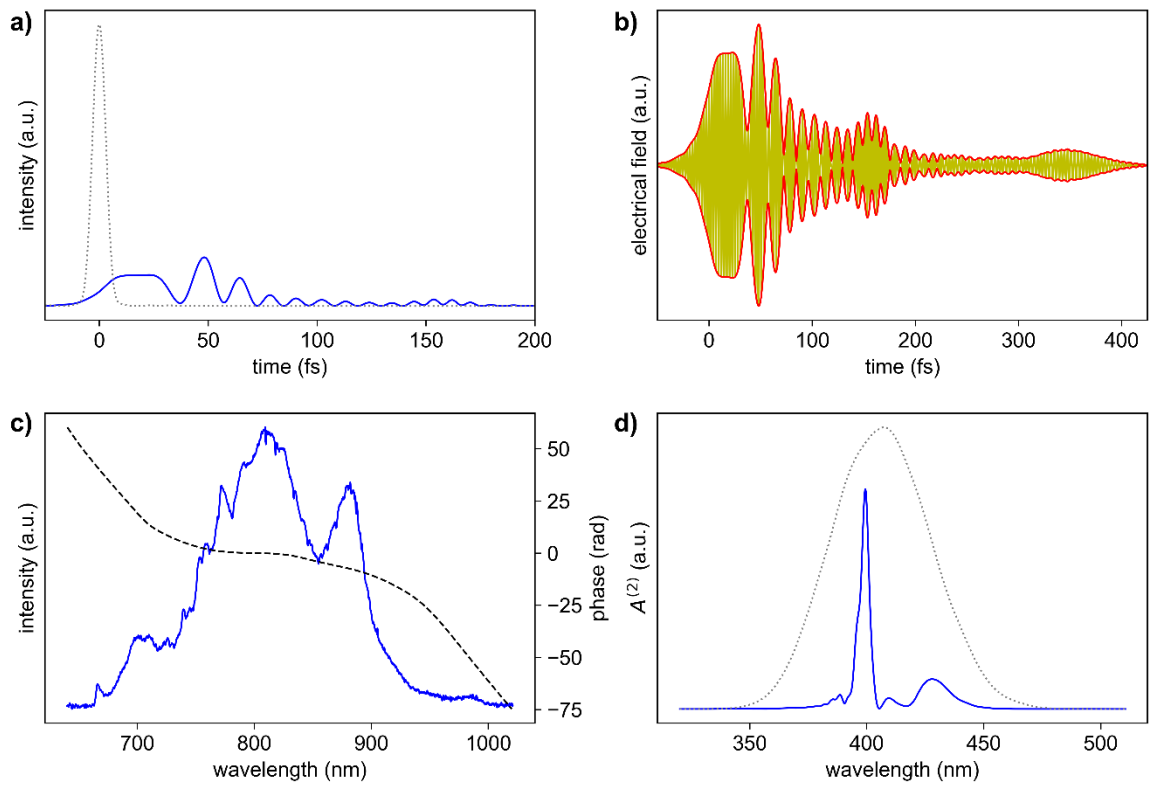 a)
intensity (a.u.)
0 50 100 150 200
time (fs)
b)
electrical field (a.u.)
0 100 200 300 400
time (fs)
c)
intensity (a.u.)
700 800 900 1000
wavelength (nm)
50
25
0
−25
−50
−75
phase (rad)
d)
A⁽²⁾ (a.u.)
350 400 450 500
wavelength (nm)